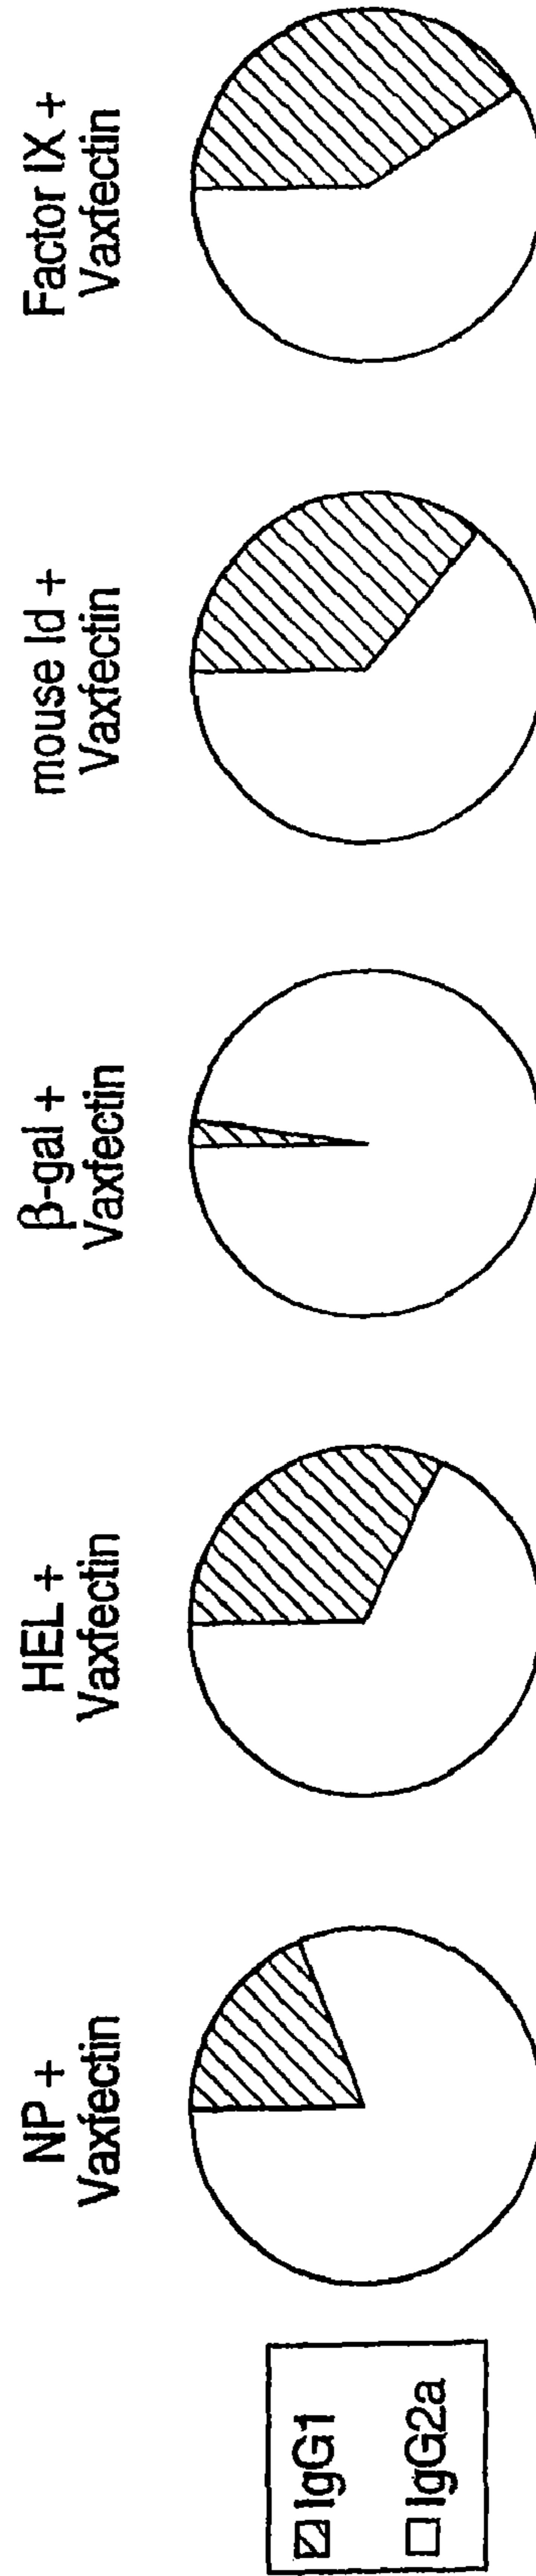 NP +
Vaxfectin
HEL +
Vaxfectin
β-gal +
Vaxfectin
mouse Id +
Vaxfectin
Factor IX +
Vaxfectin
IgG1
IgG2a